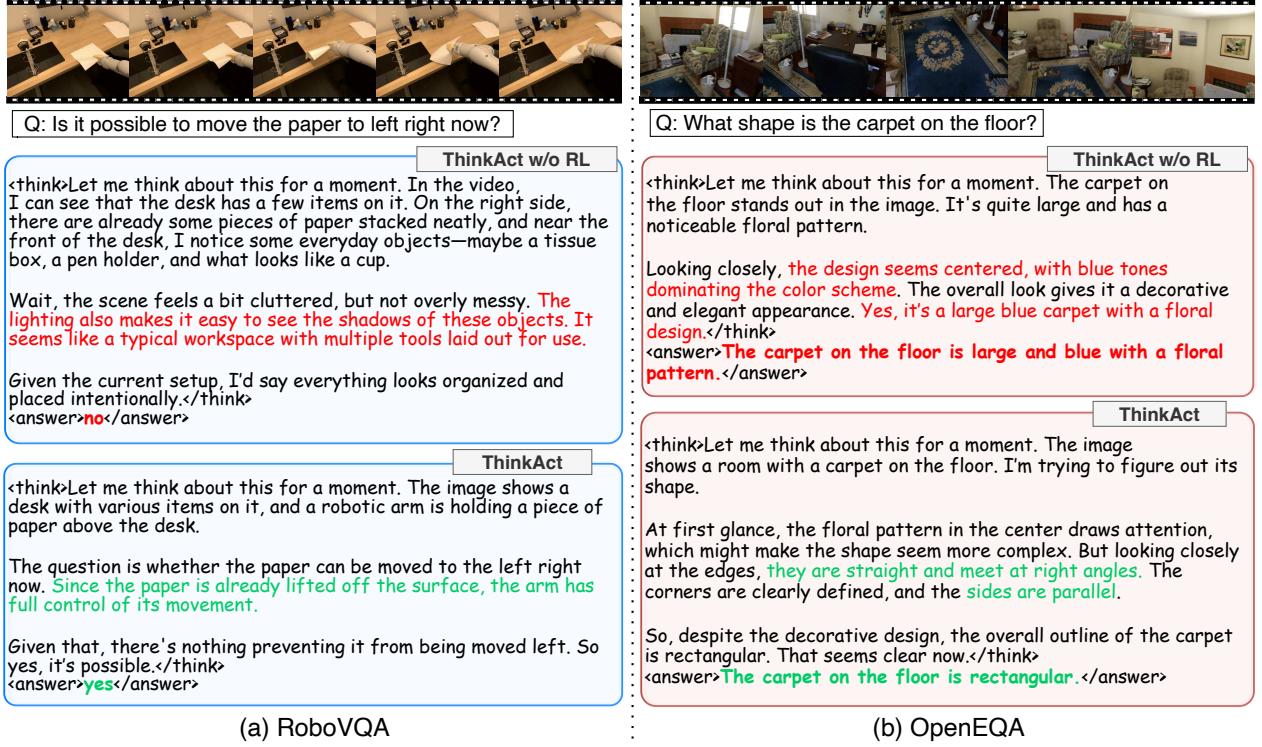 Q: Is it possible to move the paper to left right now?
ThinkAct w/o RL
<think>Let me think about this for a moment. In the video,
I can see that the desk has a few items on it. On the right side,
there are already some pieces of paper stacked neatly, and near the
front of the desk, I notice some everyday objects—maybe a tissue
box, a pen holder, and what looks like a cup.
Wait, the scene feels a bit cluttered, but not overly messy. The
lighting also makes it easy to see the shadows of these objects. It
seems like a typical workspace with multiple tools laid out for use.
Given the current setup, I'd say everything looks organized and
placed intentionally.</think>
<answer>no</answer>
ThinkAct
<think>Let me think about this for a moment. The image shows a
desk with various items on it, and a robotic arm is holding a piece of
paper above the desk.
The question is whether the paper can be moved to the left right
now. Since the paper is already lifted off the surface, the arm has
full control of its movement.
Given that, there's nothing preventing it from being moved left. So
yes, it's possible.</think>
<answer>yes</answer>
(a) RoboVQA
Q: What shape is the carpet on the floor?
ThinkAct w/o RL
<think>Let me think about this for a moment. The carpet on
the floor stands out in the image. It's quite large and has a
noticeable floral pattern.
Looking closely, the design seems centered, with blue tones
dominating the color scheme. The overall look gives it a decorative
and elegant appearance. Yes, it's a large blue carpet with a floral
design.</think>
<answer>The carpet on the floor is large and blue with a floral
pattern.</answer>
ThinkAct
<think>Let me think about this for a moment. The image
shows a room with a carpet on the floor. I'm trying to figure out its
shape.
At first glance, the floral pattern in the center draws attention,
which might make the shape seem more complex. But looking closely
at the edges, they are straight and meet at right angles. The
corners are clearly defined, and the sides are parallel.
So, despite the decorative design, the overall outline of the carpet
is rectangular. That seems clear now.</think>
<answer>The carpet on the floor is rectangular.</answer>
(b) OpenEQA